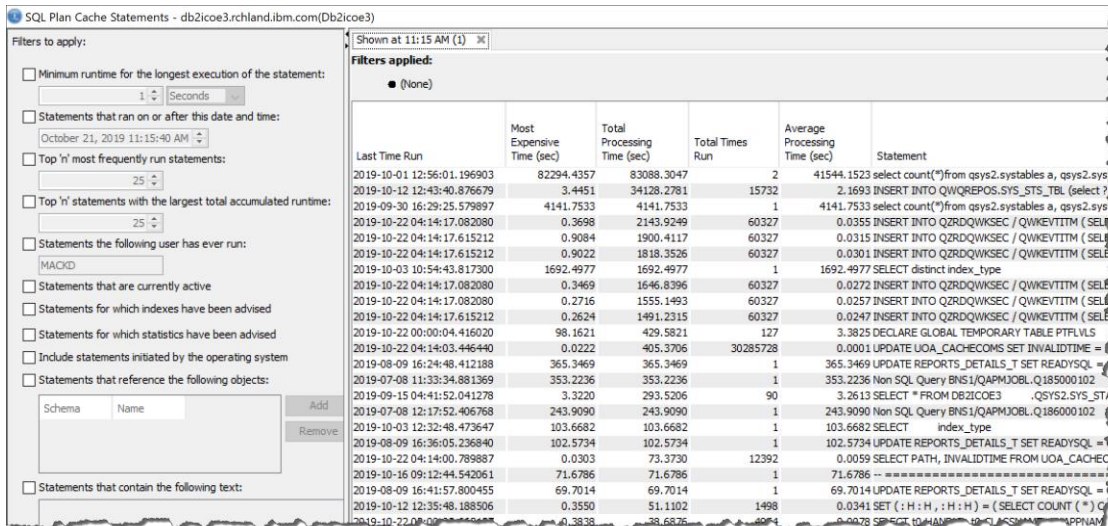 SQL Plan Cache Statements - db2icoe3.rchland.ibm.com(Db2icoe3)
Filters to apply:
Minimum runtime for the longest execution of the statement:
1 Seconds
Statements that ran on or after this date and time:
October 21, 2019 11:15:40 AM
Top 'n' most frequently run statements:
25
Top 'n' statements with the largest total accumulated runtime:
25
Statements the following user has ever run:
MACKD
Statements that are currently active
Statements for which indexes have been advised
Statements for which statistics have been advised
Include statements initiated by the operating system
Statements that reference the following objects:
Schema Name
Add
Remove
Statements that contain the following text:
Shown at 11:15 AM (1)
Filters applied:
(None)
Last Time Run Most Expensive Time (sec) Total Processing Time (sec) Total Times Run Average Processing Time (sec) Statement
2019-10-01 12:56:01.196903 82294.4357 83088.3047 2 41544.1523 select count(*)from qsys2.systables a, qsys2.sys
2019-10-12 12:43:40.876679 3.4451 34128.2781 15732 2.1693 INSERT INTO QWQREPOS.SYS_STS_TBL (select ?
2019-09-30 16:29:25.579897 4141.7533 4141.7533 1 4141.7533 select count(*)from qsys2.systables a, qsys2.sys
2019-10-22 04:14:17.082080 0.3698 2143.9249 60327 0.0355 INSERT INTO QZRDQWKSEC / QWKEVTITM ( SELE
2019-10-22 04:14:17.615212 0.9084 1900.4117 60327 0.0315 INSERT INTO QZRDQWKSEC / QWKEVTITM ( SEL
2019-10-22 04:14:17.615212 0.9022 1818.3526 60327 0.0301 INSERT INTO QZRDQWKSEC / QWKEVTITM ( SELE
2019-10-03 10:54:43.817300 1692.4977 1692.4977 1 1692.4977 SELECT distinct index_type
2019-10-22 04:14:17.082080 0.3469 1646.8396 60327 0.0272 INSERT INTO QZRDQWKSEC / QWKEVTITM ( SEL
2019-10-22 04:14:17.082080 0.2716 1555.1493 60327 0.0257 INSERT INTO QZRDQWKSEC / QWKEVTITM ( SEL
2019-10-22 04:14:17.615212 0.2624 1491.2315 60327 0.0247 INSERT INTO QZRDQWKSEC / QWKEVTITM ( SEL
2019-10-22 00:00:04.416020 98.1621 429.5821 127 3.3825 DECLARE GLOBAL TEMPORARY TABLE PTFLVLS
2019-10-22 04:14:03.446440 0.0222 405.3706 30285728 0.0001 UPDATE UOA_CACHECOMS SET INVALIDTIME =
2019-08-09 16:24:48.412188 365.3469 365.3469 1 365.3469 UPDATE REPORTS_DETAILS_T SET READYSQL =
2019-07-08 11:33:34.881369 353.2236 353.2236 1 353.2236 Non SQL Query BNS1/QAPMJOBL.Q185000102
2019-09-15 04:41:52.041278 3.3220 293.5206 90 3.2613 SELECT * FROM DB2ICOE3 .QSYS2.SYS_STA
2019-07-08 12:17:52.406768 243.9090 243.9090 1 243.9090 Non SQL Query BNS1/QAPMJOBL.Q186000102
2019-10-03 12:32:48.473647 103.6682 103.6682 1 103.6682 SELECT index_type
2019-08-09 16:36:05.236840 102.5734 102.5734 1 102.5734 UPDATE REPORTS_DETAILS_T SET READYSQL =
2019-10-22 04:14:00.789887 0.0303 73.3730 12392 0.0059 SELECT PATH, INVALIDTIME FROM UOA_CACHEC
2019-10-16 09:12:44.542061 71.6786 71.6786 1 71.6786 -- ==============================
2019-08-09 16:41:57.800455 69.7014 69.7014 1 69.7014 UPDATE REPORTS_DETAILS_T SET READYSQL =
2019-10-12 12:35:48.188506 0.3550 51.1102 1498 0.0341 SET ( : H : H , : H : H ) = ( SELECT COUNT ( * )